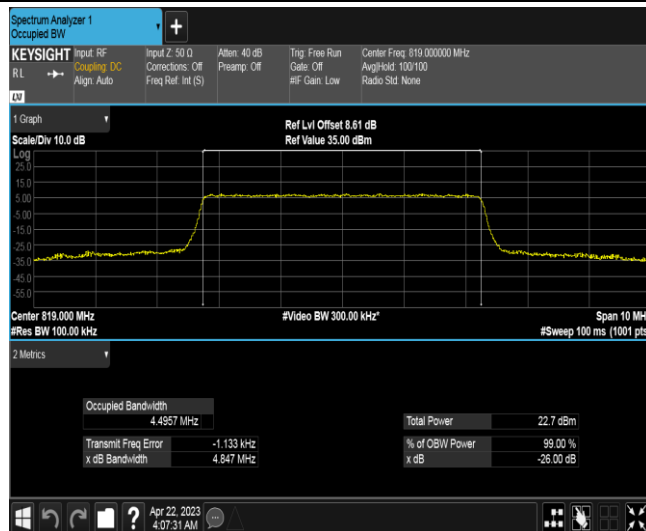 Spectrum Analyzer 1
Occupied BW
+
KEYSIGHT
RL
Input: RF
Coupling: DC
Align: Auto
Input Z: 50 Ω
Corrections: Off
Freq Ref: Int (S)
Atten: 40 dB
Preamp: Off
Trig: Free Run
Gate: Off
#IF Gain: Low
Center Freq: 819.000000 MHz
Avg|Hold: 100/100
Radio Std: None
1 Graph
Scale/Div 10.0 dB
Ref Lvl Offset 8.61 dB
Ref Value 35.00 dBm
Log
25.0
15.0
5.00
-5.00
-15.0
-25.0
-35.0
-45.0
-55.0
Center 819.000 MHz
#Res BW 100.00 kHz
#Video BW 300.00 kHz*
Span 10 MH
#Sweep 100 ms (1001 pts
2 Metrics
Occupied Bandwidth
4.4957 MHz
Transmit Freq Error -1.133 kHz
x dB Bandwidth 4.847 MHz
Total Power 22.7 dBm
% of OBW Power 99.00 %
x dB -26.00 dB
?
Apr 22, 2023
4:07:31 AM